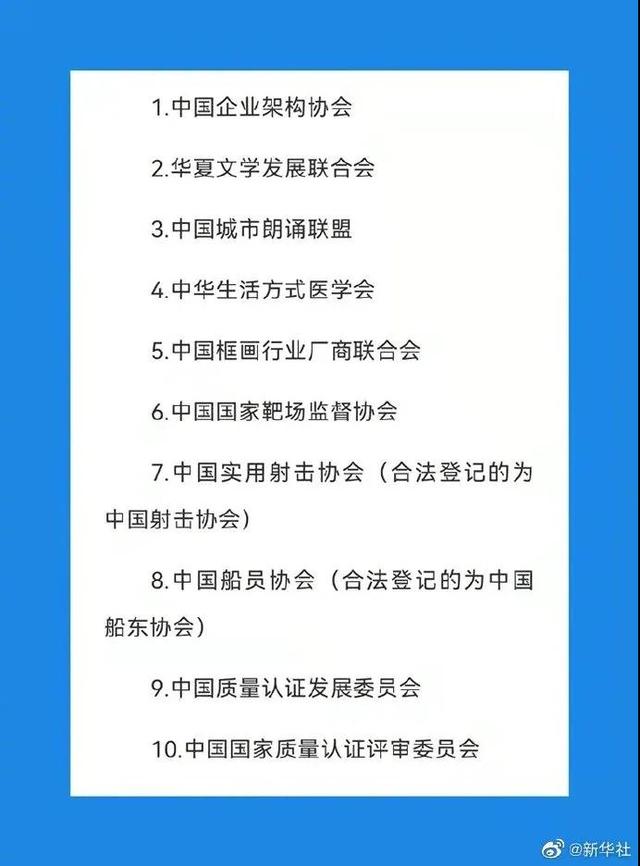 1.中国企业架构协会
2.华夏文学发展联合会
3.中国城市朗诵联盟
4.中华生活方式医学会
5.中国框画行业厂商联合会
6.中国国家靶场监督协会
7.中国实用射击协会（合法登记的为
中国射击协会）
8.中国船员协会（合法登记的为中国
船东协会）
9.中国质量认证发展委员会
10.中国国家质量认证评审委员会
@新华社